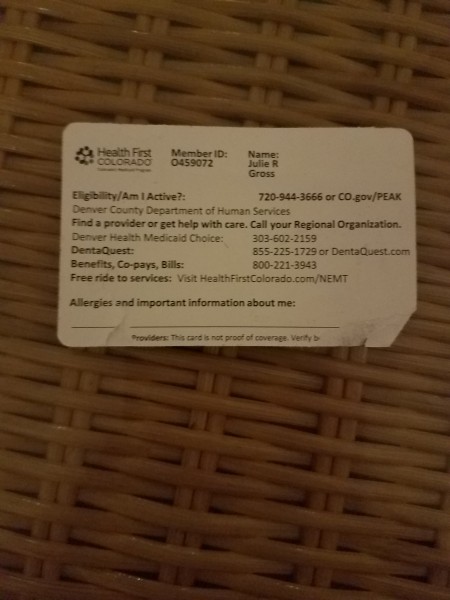 Health First
COLORADO
Member ID:
O459072
Name:
Julie R
Gross
Eligibility/Am I Active?: 720-944-3666 or CO.gov/PEAK
Denver County Department of Human Services
Find a provider or get help with care. Call your Regional Organization.
Denver Health Medicaid Choice: 303-602-2159
DentaQuest: 855-225-1729 or DentaQuest.com
Benefits, Co-pays, Bills: 800-221-3943
Free ride to services: Visit HealthFirstColorado.com/NEMT
Allergies and important information about me:
Providers: This card is not proof of coverage. Verify